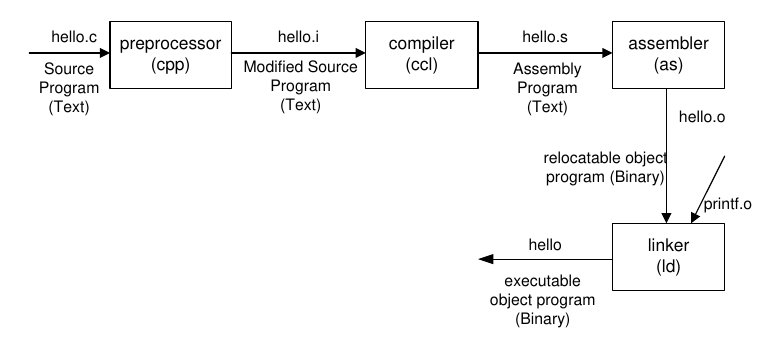 hello.c
Source
Program
(Text)
preprocessor
(cpp)
hello.i
Modified Source
Program
(Text)
compiler
(ccl)
hello.s
Assembly
Program
(Text)
assembler
(as)
hello.o
relocatable object
program (Binary)
printf.o
linker
(ld)
hello
executable
object program
(Binary)